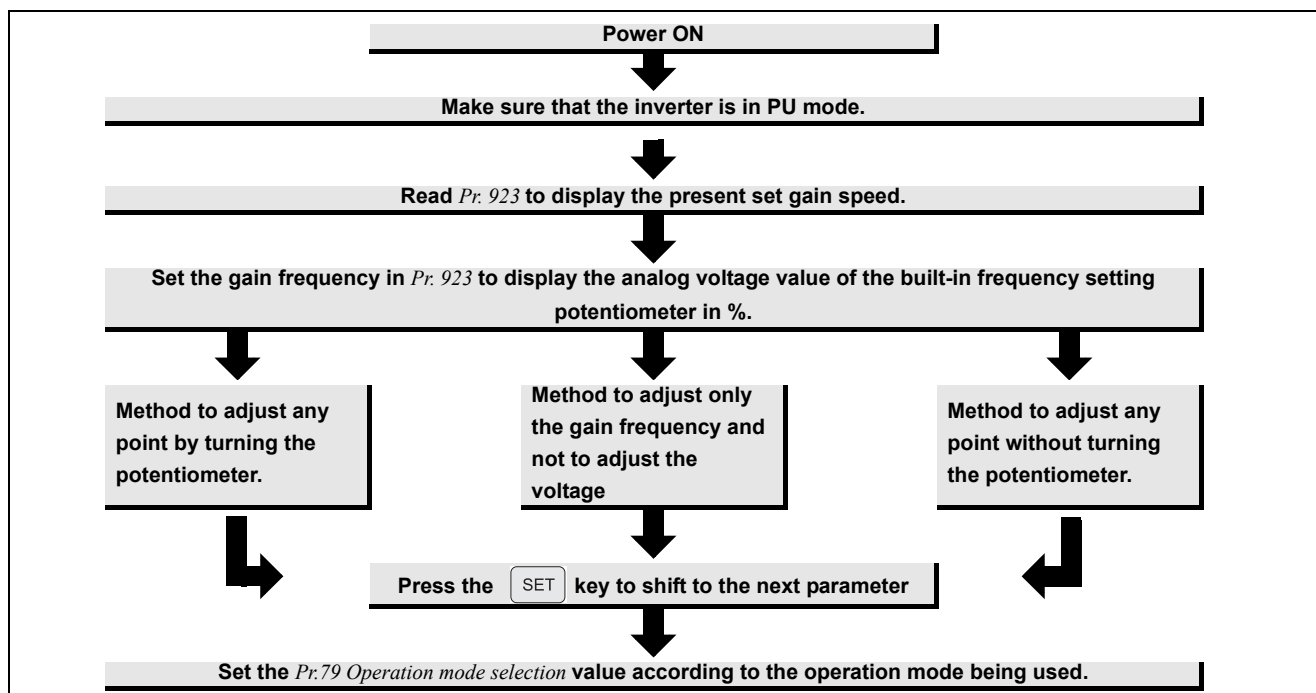 Power ON
Make sure that the inverter is in PU mode.
Read Pr. 923 to display the present set gain speed.
Set the gain frequency in Pr. 923 to display the analog voltage value of the built-in frequency setting
potentiometer in %.
Method to adjust any
point by turning the
potentiometer.
Method to adjust only
the gain frequency and
not to adjust the
voltage
Method to adjust any
point without turning
the potentiometer.
Press the SET key to shift to the next parameter
Set the Pr.79 Operation mode selection value according to the operation mode being used.